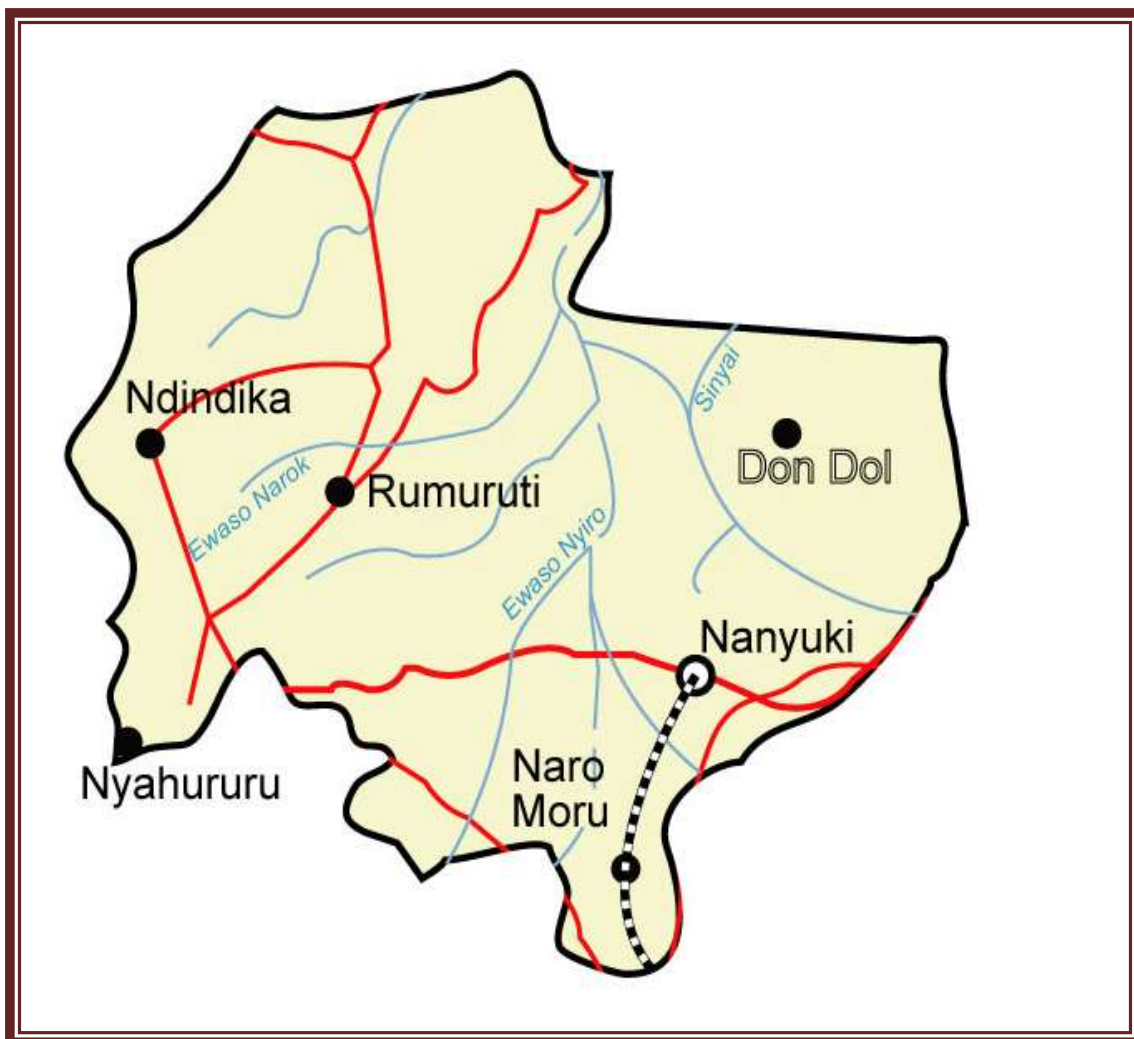 Ndindika
Sinyai
Don Dol
Rumuruti
Ewaso Narok
Ewaso Nyiro
Nanyuki
Naro
Moru
Nyahururu